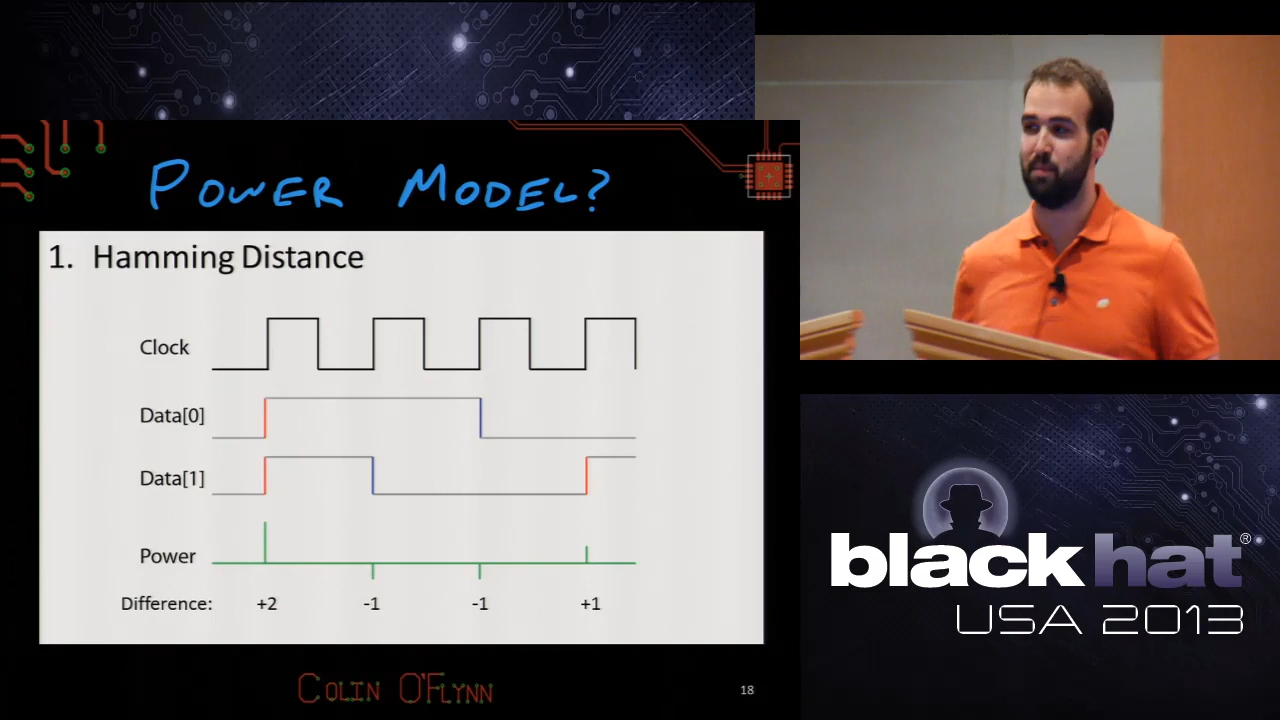 POWER MODEL?
1. Hamming Distance
Clock
Data[0]
Data[1]
Power
Difference: +2 -1 -1 +1
COLIN O'FLYNN
18
black hat®
USA 2013